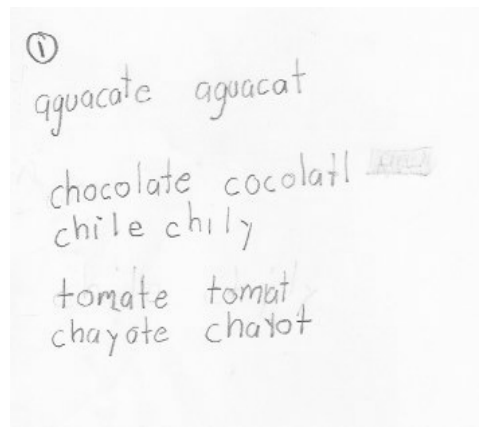 ①
aguacate aguacat
chocolate cocolatl
chile chily
tomate tomat
chayote chayot